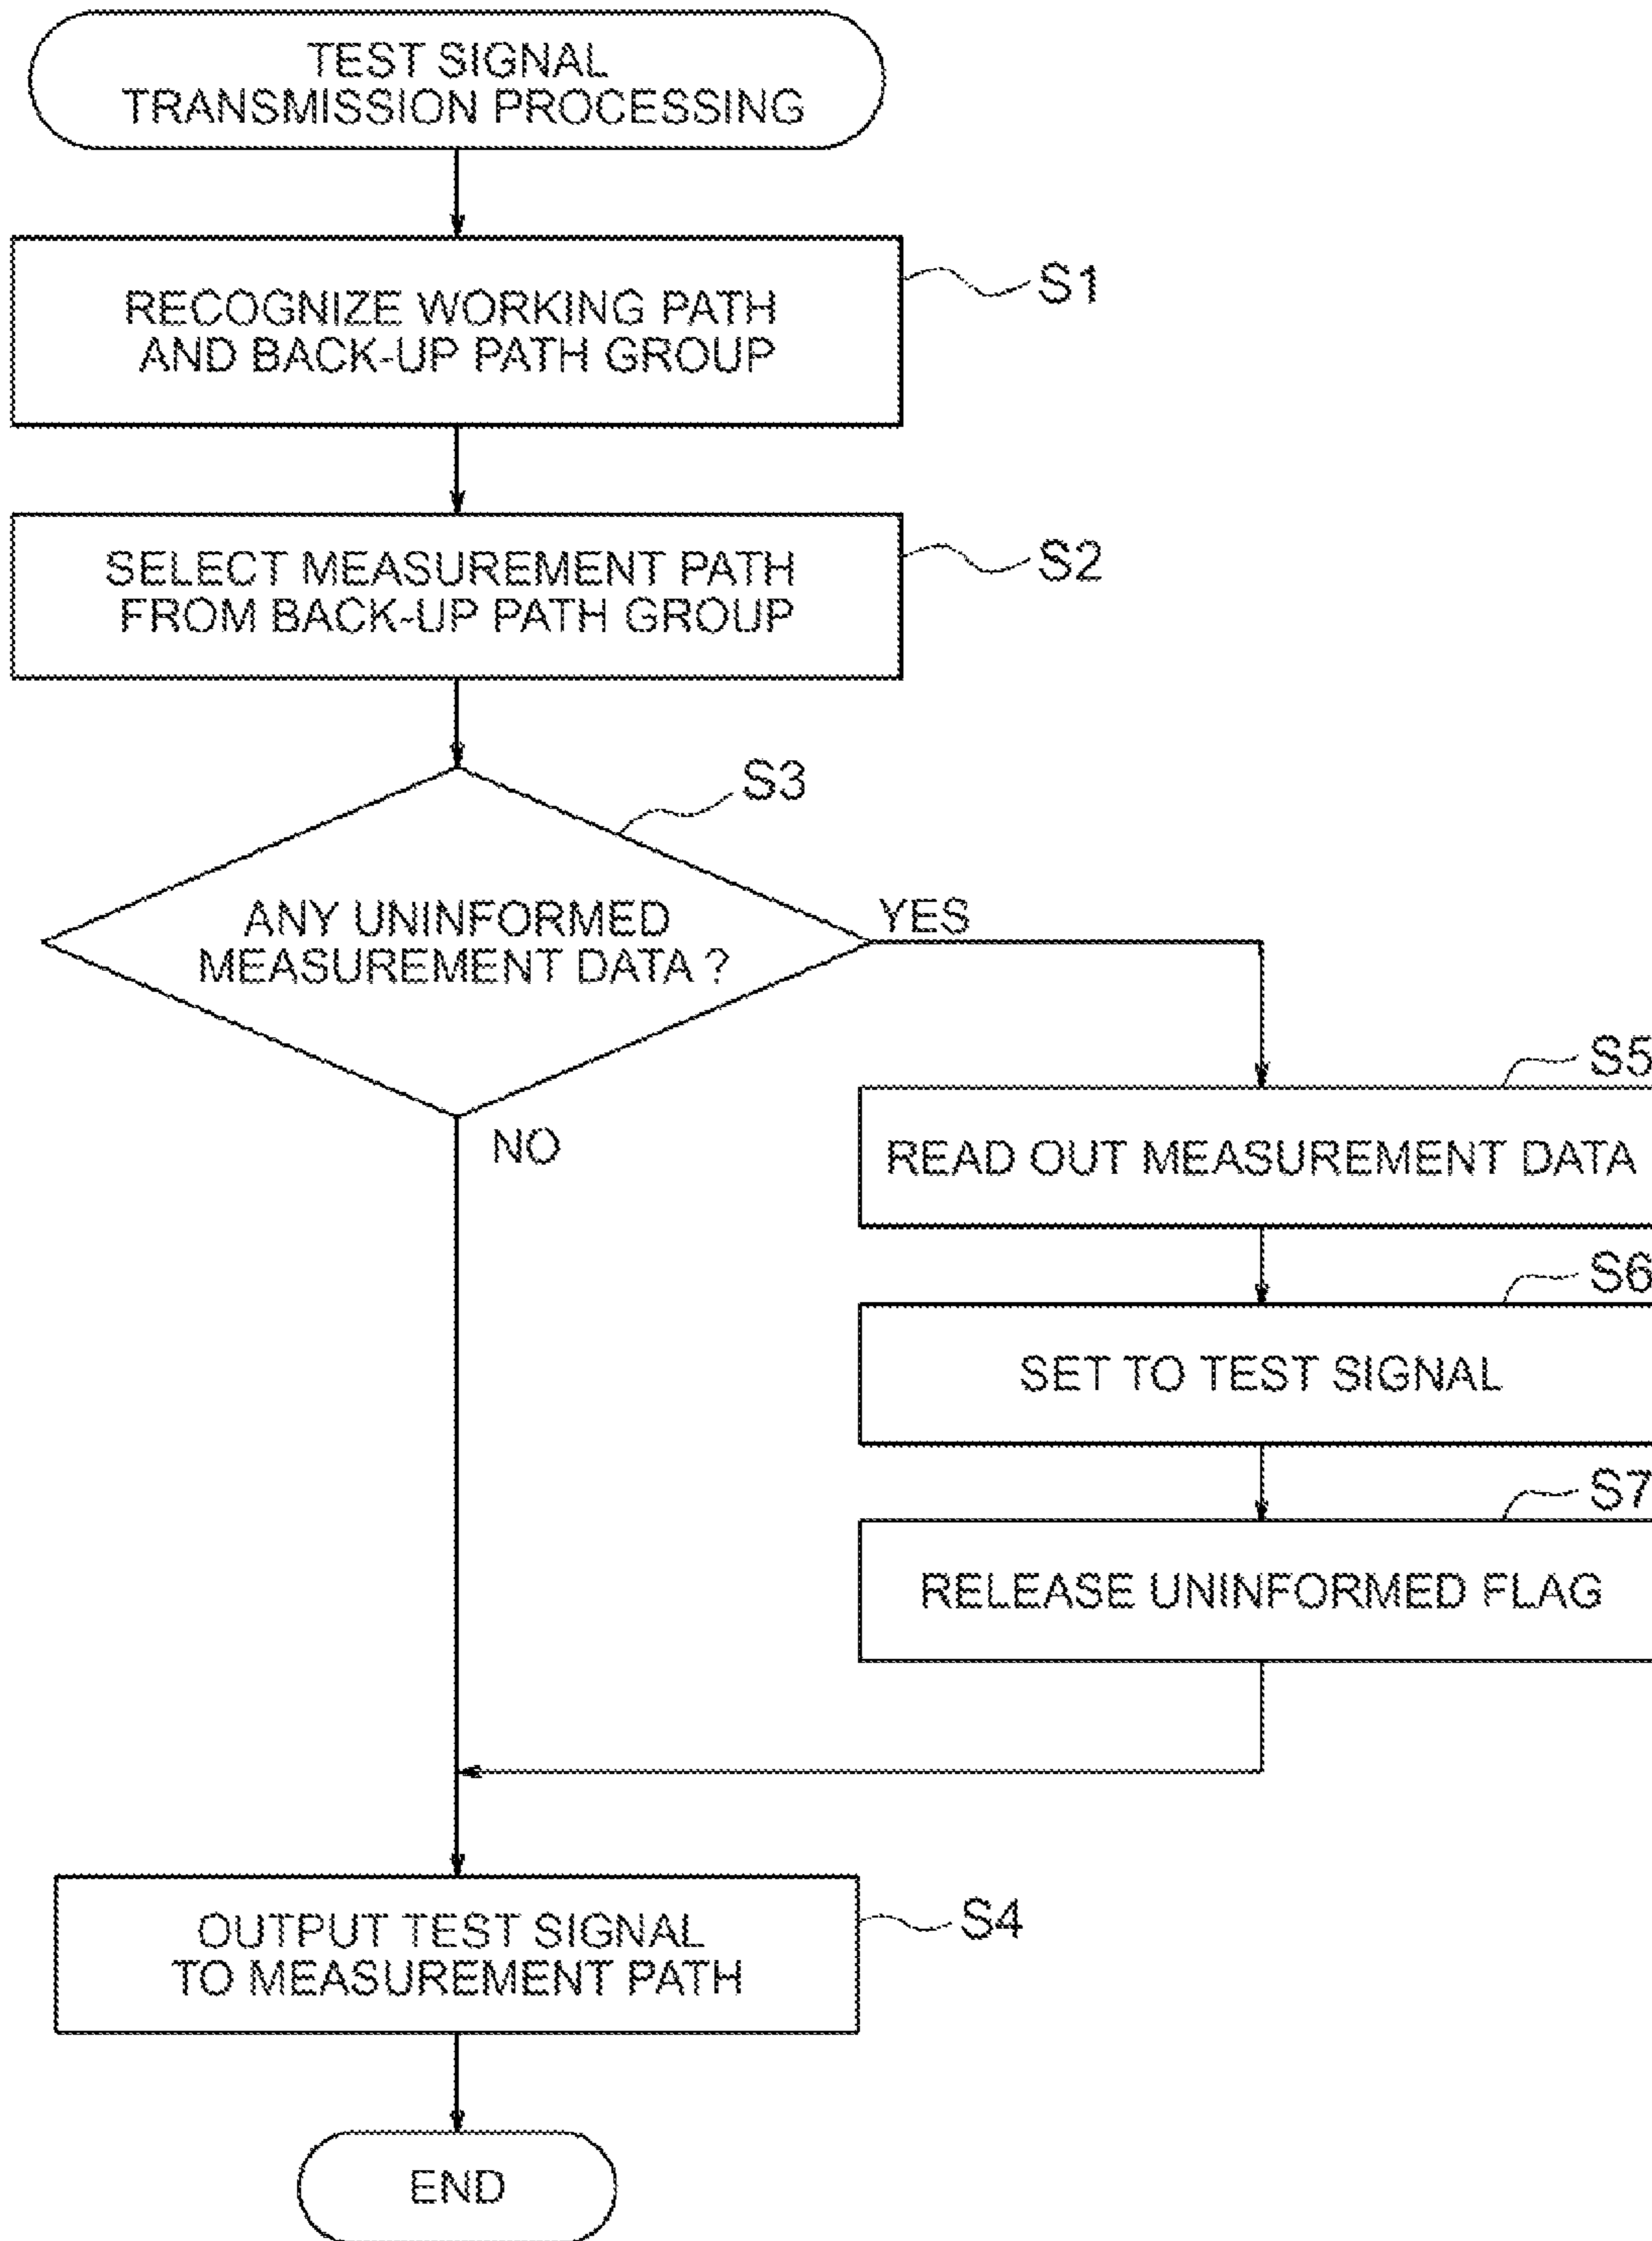 TEST SIGNAL
TRANSMISSION PROCESSING
RECOGNIZE WORKING PATH
AND BACK-UP PATH GROUP
S1
SELECT MEASUREMENT PATH
FROM BACK-UP PATH GROUP
S2
S3
ANY UNINFORMED
MEASUREMENT DATA ?
YES
NO
S5
READ OUT MEASUREMENT DATA
S6
SET TO TEST SIGNAL
S7
RELEASE UNINFORMED FLAG
OUTPUT TEST SIGNAL
TO MEASUREMENT PATH
S4
END